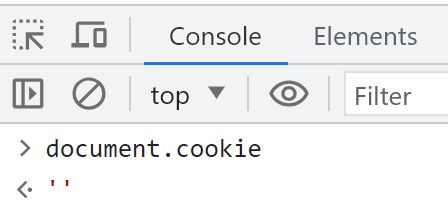 Console Elements
top Filter
> document.cookie
<· ''